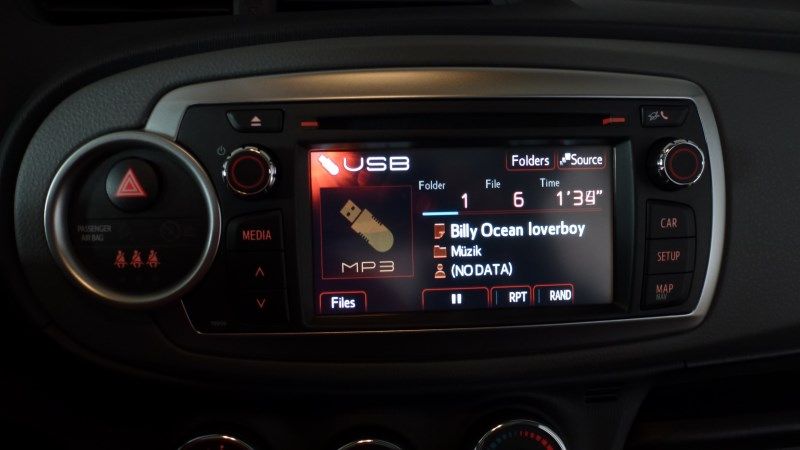 USB
Folders
Source
Folder
File
Time
1
6
1'34"
Billy Ocean loverboy
Müzik
(NO DATA)
MP3
Files
RPT
RAND
MEDIA
CAR
SETUP
MAP
NAV
PASSENGER
AIR BAG